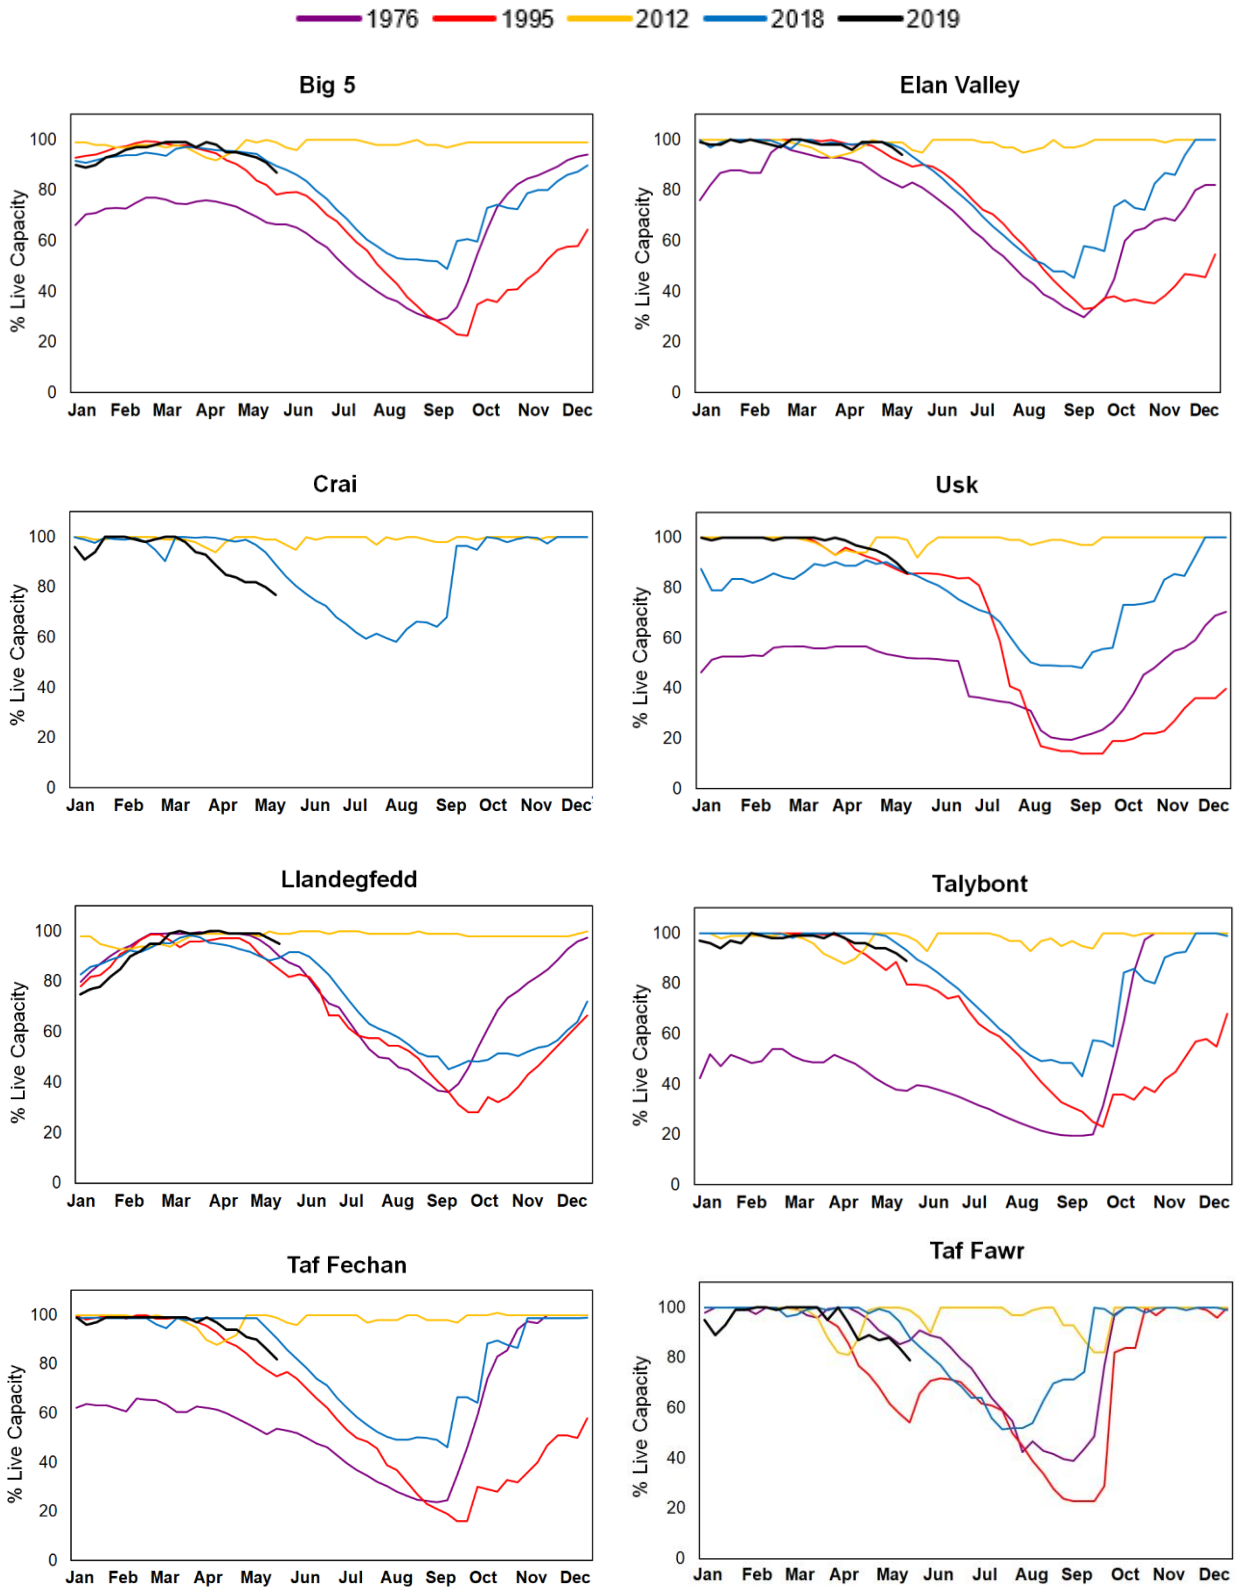 1976 1995 2012 2018 2019
Big 5
% Live Capacity
100
80
60
40
20
0
Jan Feb Mar Apr May Jun Jul Aug Sep Oct Nov Dec
Elan Valley
% Live Capacity
100
80
60
40
20
0
Jan Feb Mar Apr May Jun Jul Aug Sep Oct Nov Dec
Crai
% Live Capacity
100
80
60
40
20
0
Jan Feb Mar Apr May Jun Jul Aug Sep Oct Nov Dec
Usk
% Live Capacity
100
80
60
40
20
0
Jan Feb Mar Apr May Jun Jul Aug Sep Oct Nov Dec
Llandegfedd
% Live Capacity
100
80
60
40
20
0
Jan Feb Mar Apr May Jun Jul Aug Sep Oct Nov Dec
Talybont
% Live Capacity
100
80
60
40
20
0
Jan Feb Mar Apr May Jun Jul Aug Sep Oct Nov Dec
Taf Fechan
% Live Capacity
100
80
60
40
20
0
Jan Feb Mar Apr May Jun Jul Aug Sep Oct Nov Dec
Taf Fawr
% Live Capacity
100
80
60
40
20
0
Jan Feb Mar Apr May Jun Jul Aug Sep Oct Nov Dec